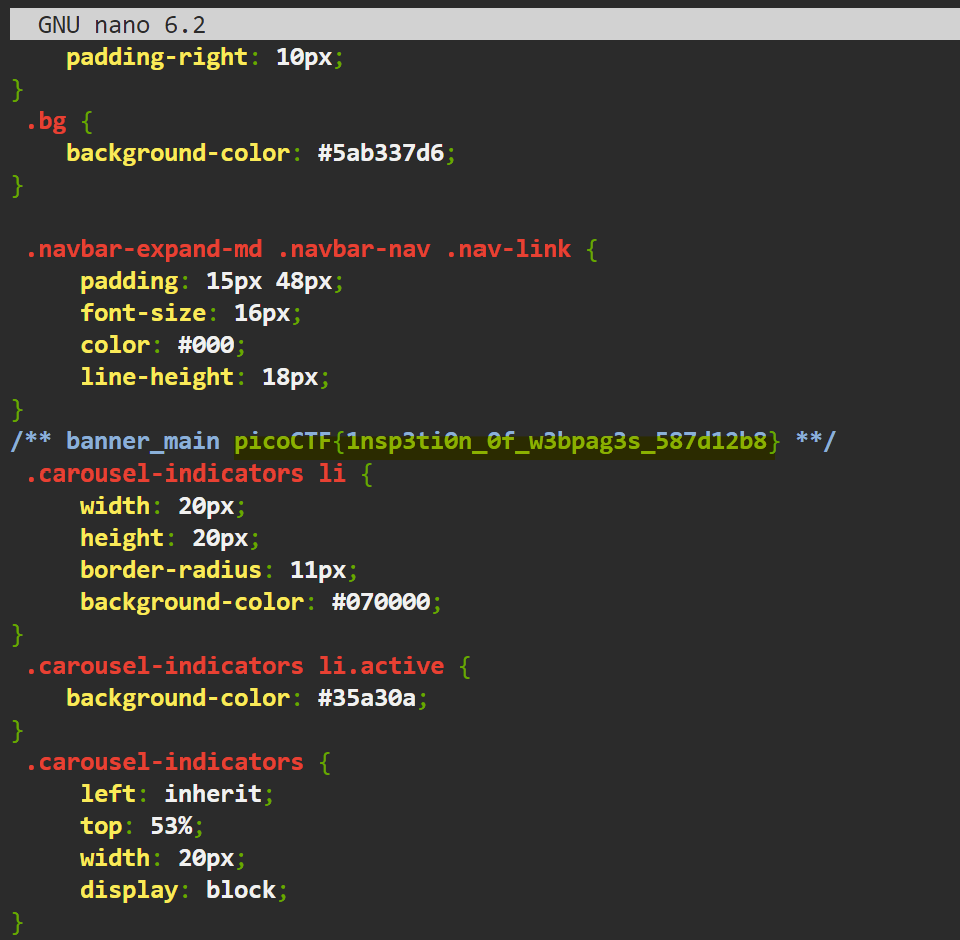 GNU nano 6.2
padding-right: 10px;
}
.bg {
background-color: #5ab337d6;
}
.navbar-expand-md .navbar-nav .nav-link {
padding: 15px 48px;
font-size: 16px;
color: #000;
line-height: 18px;
}
/** banner_main picoCTF{1nsp3ti0n_0f_w3bpag3s_587d12b8} **/
.carousel-indicators li {
width: 20px;
height: 20px;
border-radius: 11px;
background-color: #070000;
}
.carousel-indicators li.active {
background-color: #35a30a;
}
.carousel-indicators {
left: inherit;
top: 53%;
width: 20px;
display: block;
}